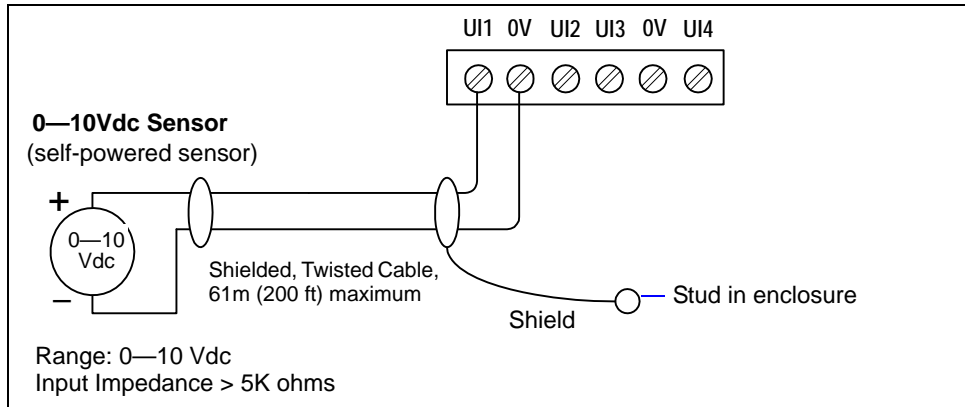 UI1 0V UI2 UI3 0V UI4
0—10Vdc Sensor
(self-powered sensor)
+
0—10
Vdc
–
Shielded, Twisted Cable,
61m (200 ft) maximum
Stud in enclosure
Shield
Range: 0—10 Vdc
Input Impedance > 5K ohms